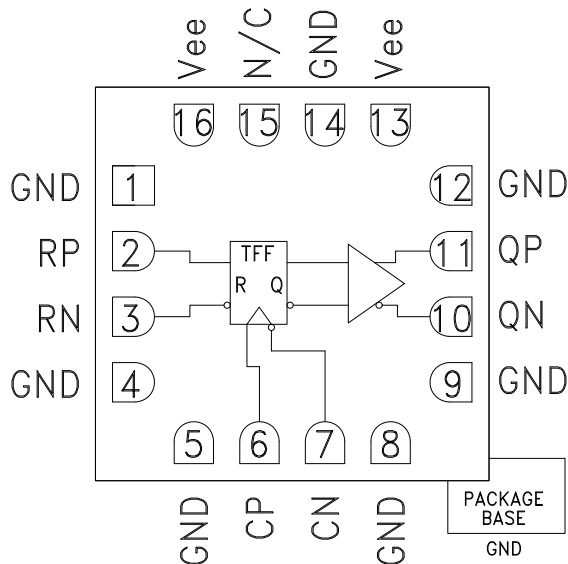 Vee N/C GND Vee
16 15 14 13
GND 1 12 GND
RP 2 TFF 11 QP
R Q
RN 3 10 QN
GND 4 9 GND
5 6 7 8
GND CP CN GND
PACKAGE
BASE
GND